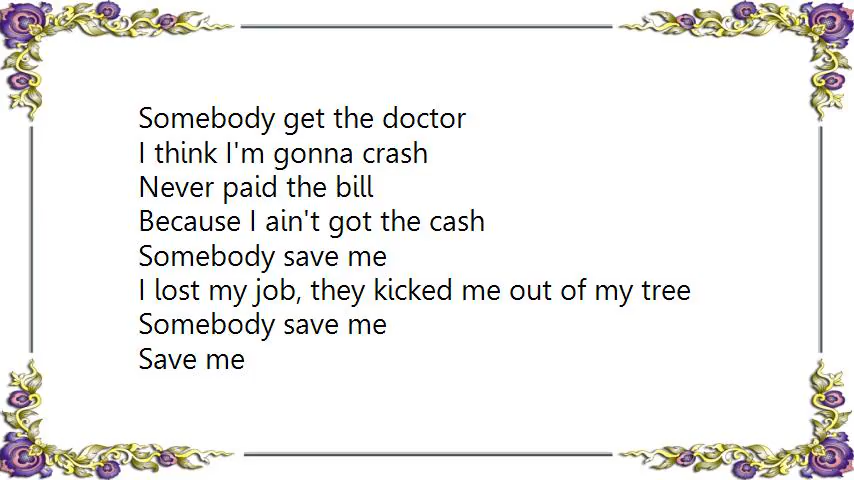 Somebody get the doctor
I think I'm gonna crash
Never paid the bill
Because I ain't got the cash
Somebody save me
I lost my job, they kicked me out of my tree
Somebody save me
Save me